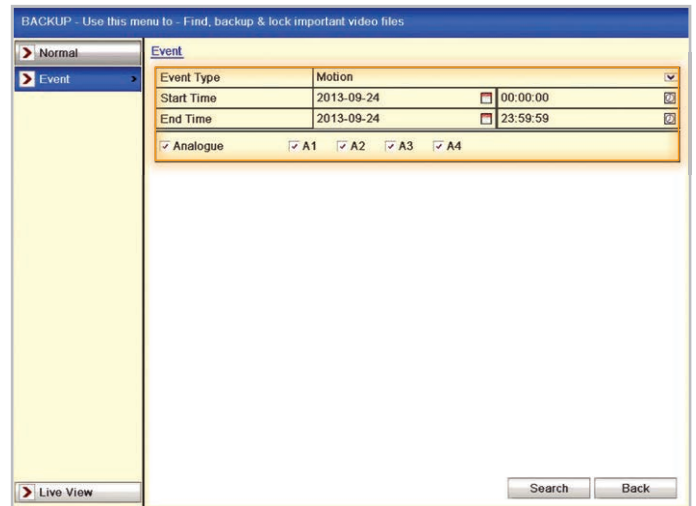 BACKUP - Use this menu to - Find, backup & lock important video files
Normal
Event
Live View
Event
Event Type Motion
Start Time 2013-09-24 00:00:00
End Time 2013-09-24 23:59:59
Analogue A1 A2 A3 A4
Search Back